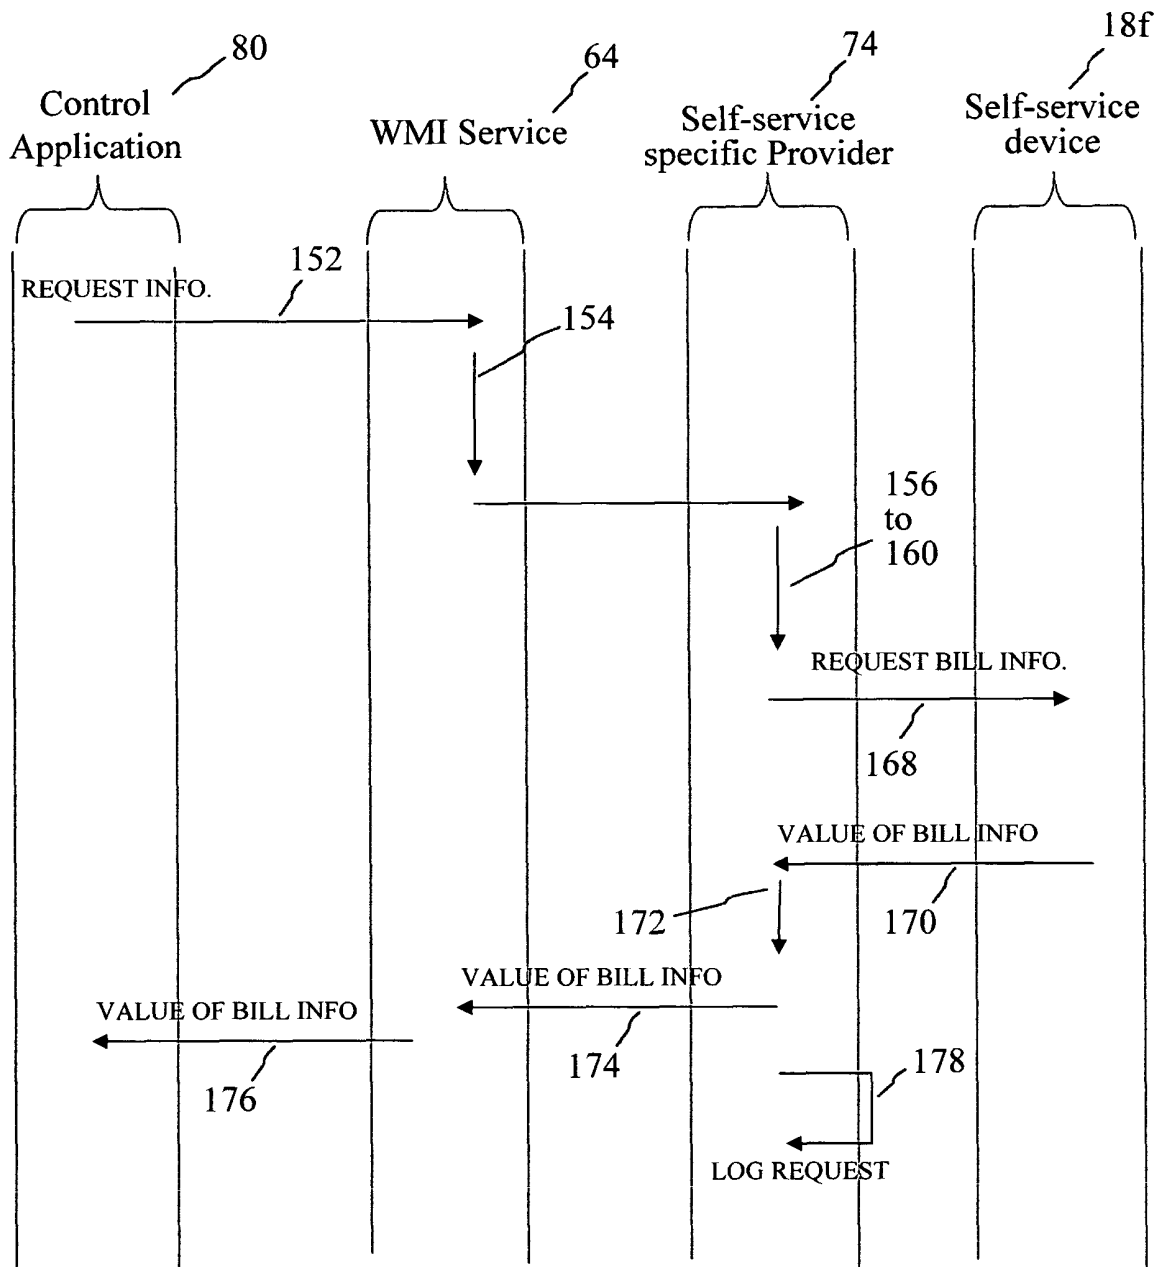 80
64
74
18f
Control
Application
WMI Service
Self-service
specific Provider
Self-service
device
REQUEST INFO.
152
154
156
to
160
REQUEST BILL INFO.
168
VALUE OF BILL INFO
172
170
VALUE OF BILL INFO
174
VALUE OF BILL INFO
176
178
LOG REQUEST